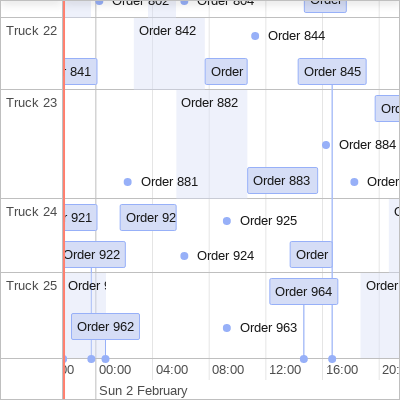 Order 802 Order 804 Order
Truck 22 Order 842 Order 844
841 Order Order 845
Truck 23 Order 882 Ord
Order 884
Order 881 Order 883 Order
Truck 24 921 Order 92 Order 925
Order 922 Order 924 Order
Truck 25 Order 9 Order 964 Order
Order 962 Order 963
00 00:00 04:00 08:00 12:00 16:00 20:
Sun 2 February